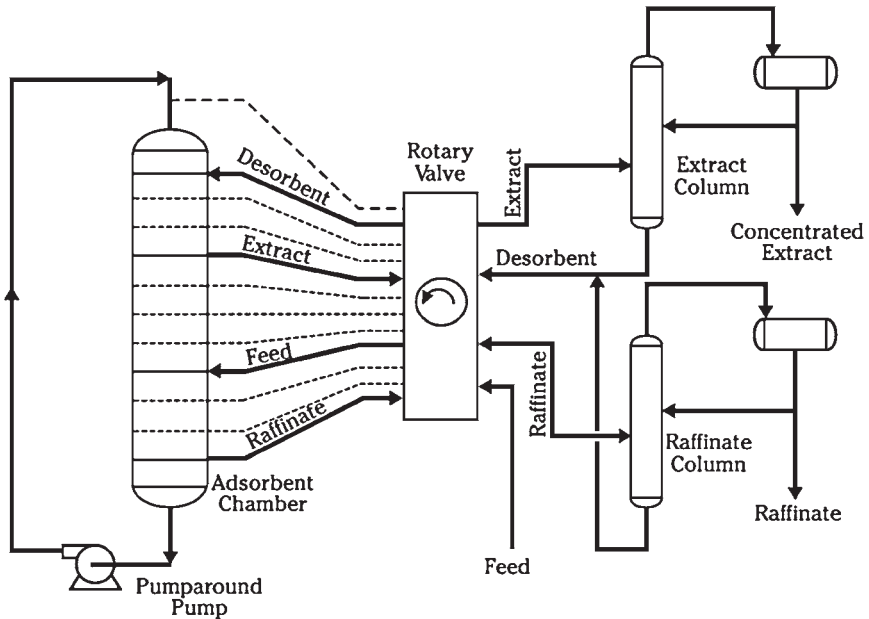 Desorbent
Extract
Feed
Raffinate
Adsorbent
Chamber
Pumparound
Pump
Rotary
Valve
Extract
Desorbent
Raffinate
Feed
Extract
Column
Concentrated
Extract
Raffinate
Column
Raffinate